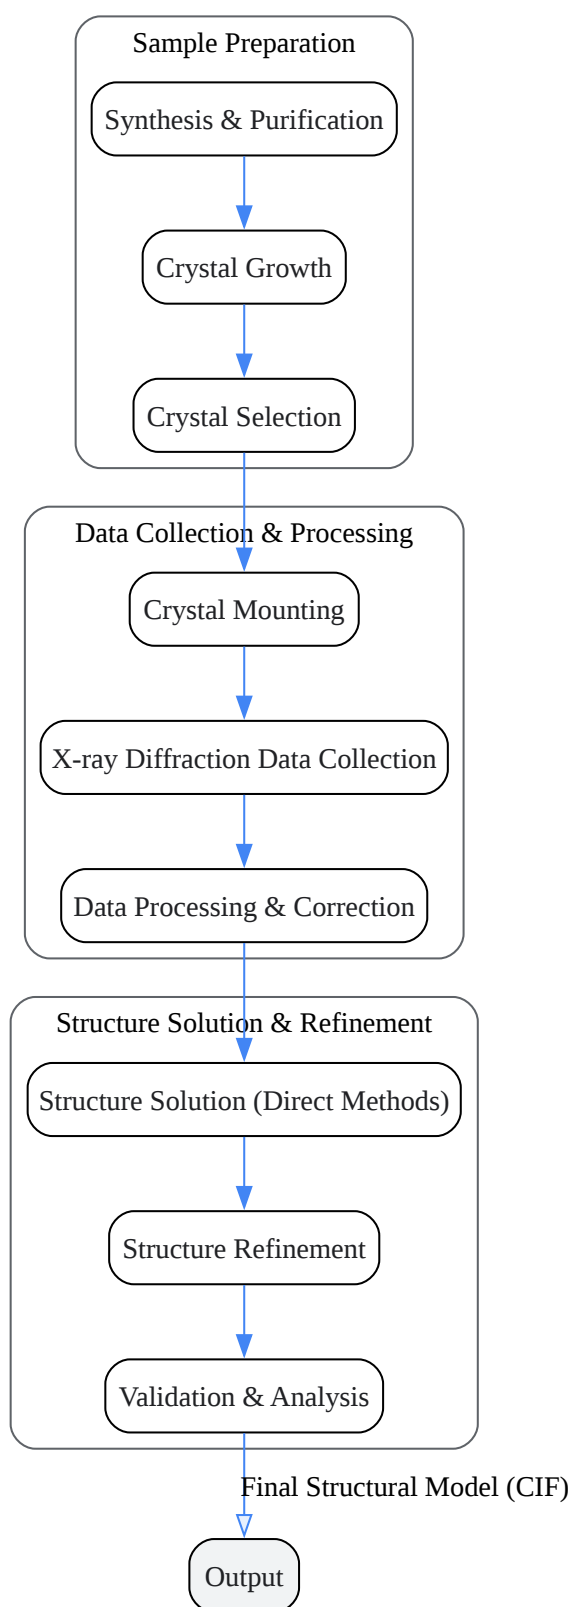 Sample Preparation
Synthesis & Purification
Crystal Growth
Crystal Selection
Data Collection & Processing
Crystal Mounting
X-ray Diffraction Data Collection
Data Processing & Correction
Structure Solution & Refinement
Structure Solution (Direct Methods)
Structure Refinement
Validation & Analysis
Final Structural Model (CIF)
Output